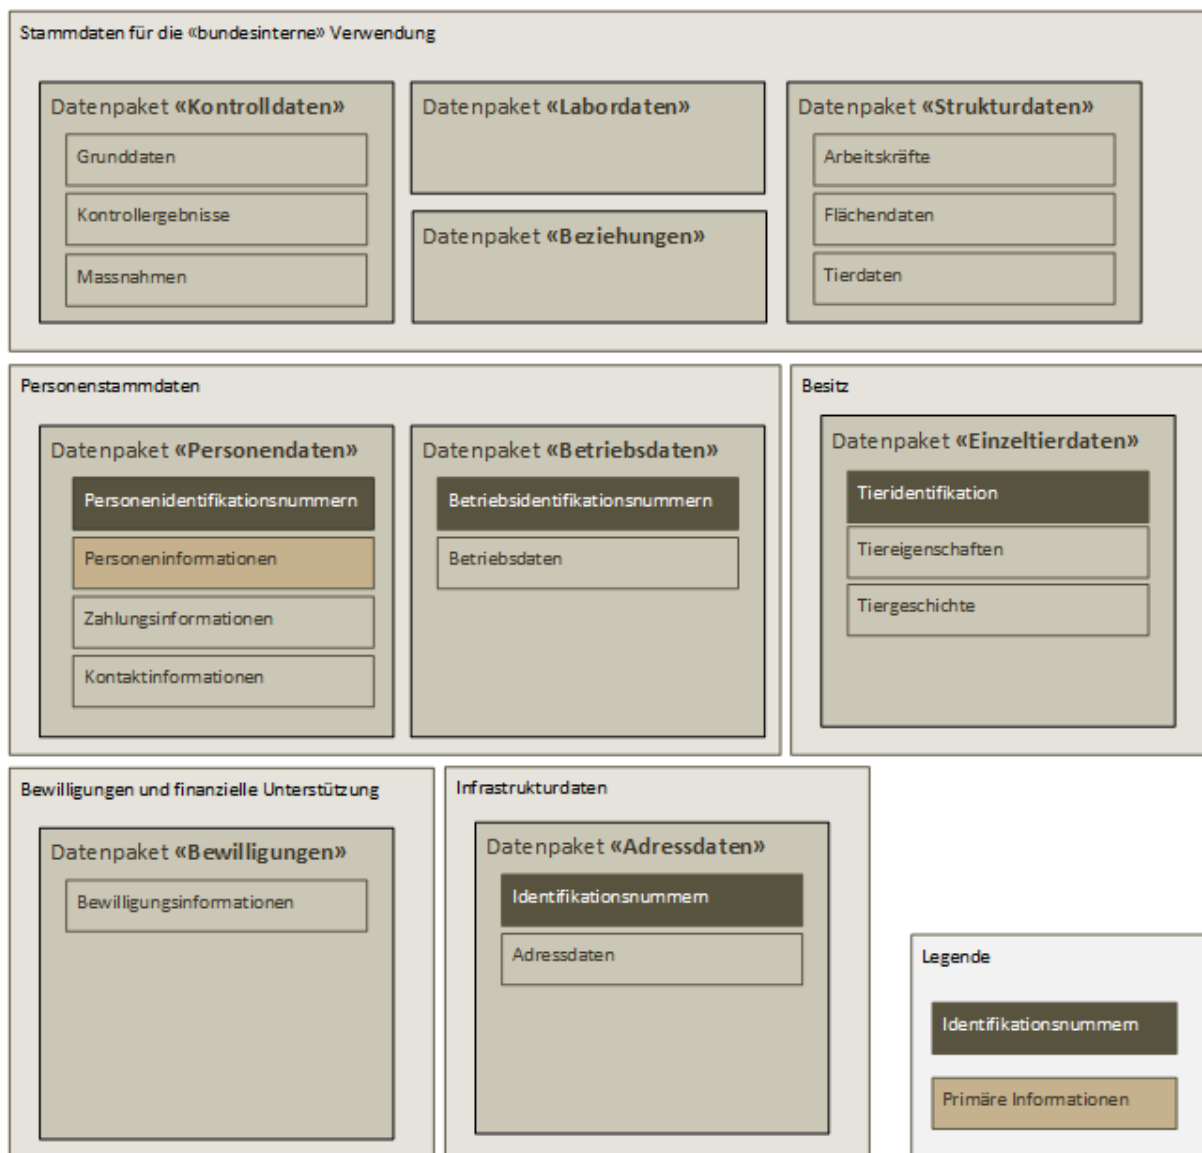 Stammdaten für die «bundesinterne» Verwendung
Datenpaket «Kontrolldaten»
Grunddaten
Kontrollergebnisse
Massnahmen
Datenpaket «Labordaten»
Datenpaket «Beziehungen»
Datenpaket «Strukturdaten»
Arbeitskräfte
Flächendaten
Tierdaten
Personenstammdaten
Datenpaket «Personendaten»
Personenidentifikationsnummern
Personeninformationen
Zahlungsinformationen
Kontaktinformationen
Datenpaket «Betriebsdaten»
Betriebsidentifikationsnummern
Betriebsdaten
Besitz
Datenpaket «Einzeltierdaten»
Tieridentifikation
Tiereigenschaften
Tiergeschichte
Bewilligungen und finanzielle Unterstützung
Datenpaket «Bewilligungen»
Bewilligungsinformationen
Infrastrukturdaten
Datenpaket «Adressdaten»
Identifikationsnummern
Adressdaten
Legende
Identifikationsnummern
Primäre Informationen